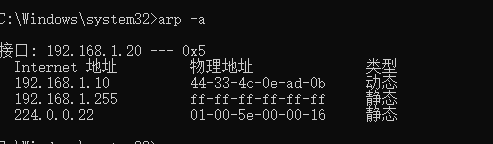 C:\Windows\system32>arp -a
接口: 192.168.1.20 --- 0x5
Internet 地址 物理地址 类型
192.168.1.10 44-33-4c-0e-ad-0b 动态
192.168.1.255 ff-ff-ff-ff-ff-ff 静态
224.0.0.22 01-00-5e-00-00-16 静态